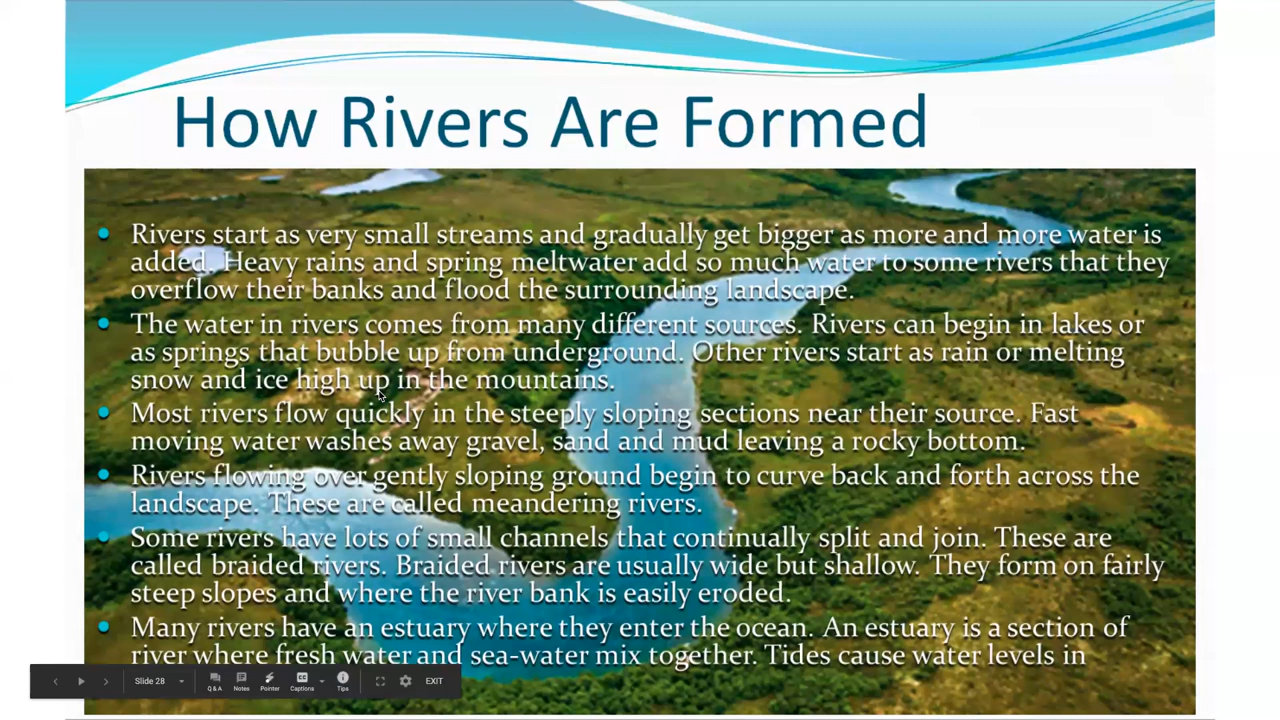 How Rivers Are Formed
Rivers start as very small streams and gradually get bigger as more and more water is
added. Heavy rains and spring meltwater add so much water to some rivers that they
overflow their banks and flood the surrounding landscape.
The water in rivers comes from many different sources. Rivers can begin in lakes or
as springs that bubble up from underground. Other rivers start as rain or melting
snow and ice high up in the mountains.
Most rivers flow quickly in the steeply sloping sections near their source. Fast
moving water washes away gravel, sand and mud leaving a rocky bottom.
Rivers flowing over gently sloping ground begin to curve back and forth across the
landscape. These are called meandering rivers.
Some rivers have lots of small channels that continually split and join. These are
called braided rivers. Braided rivers are usually wide but shallow. They form on fairly
steep slopes and where the river bank is easily eroded.
Many rivers have an estuary where they enter the ocean. An estuary is a section of
river where fresh water and sea-water mix together. Tides cause water levels in
Slide 28 Q & A Notes Pointer Captions Tips EXIT